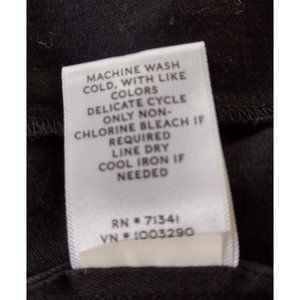 MACHINE WASH
COLD, WITH LIKE
COLORS
DELICATE CYCLE
ONLY NON-
CHLORINE BLEACH IF
REQUIRED
LINE DRY
COOL IRON IF
NEEDED
RN # 71341
VN # 1003290